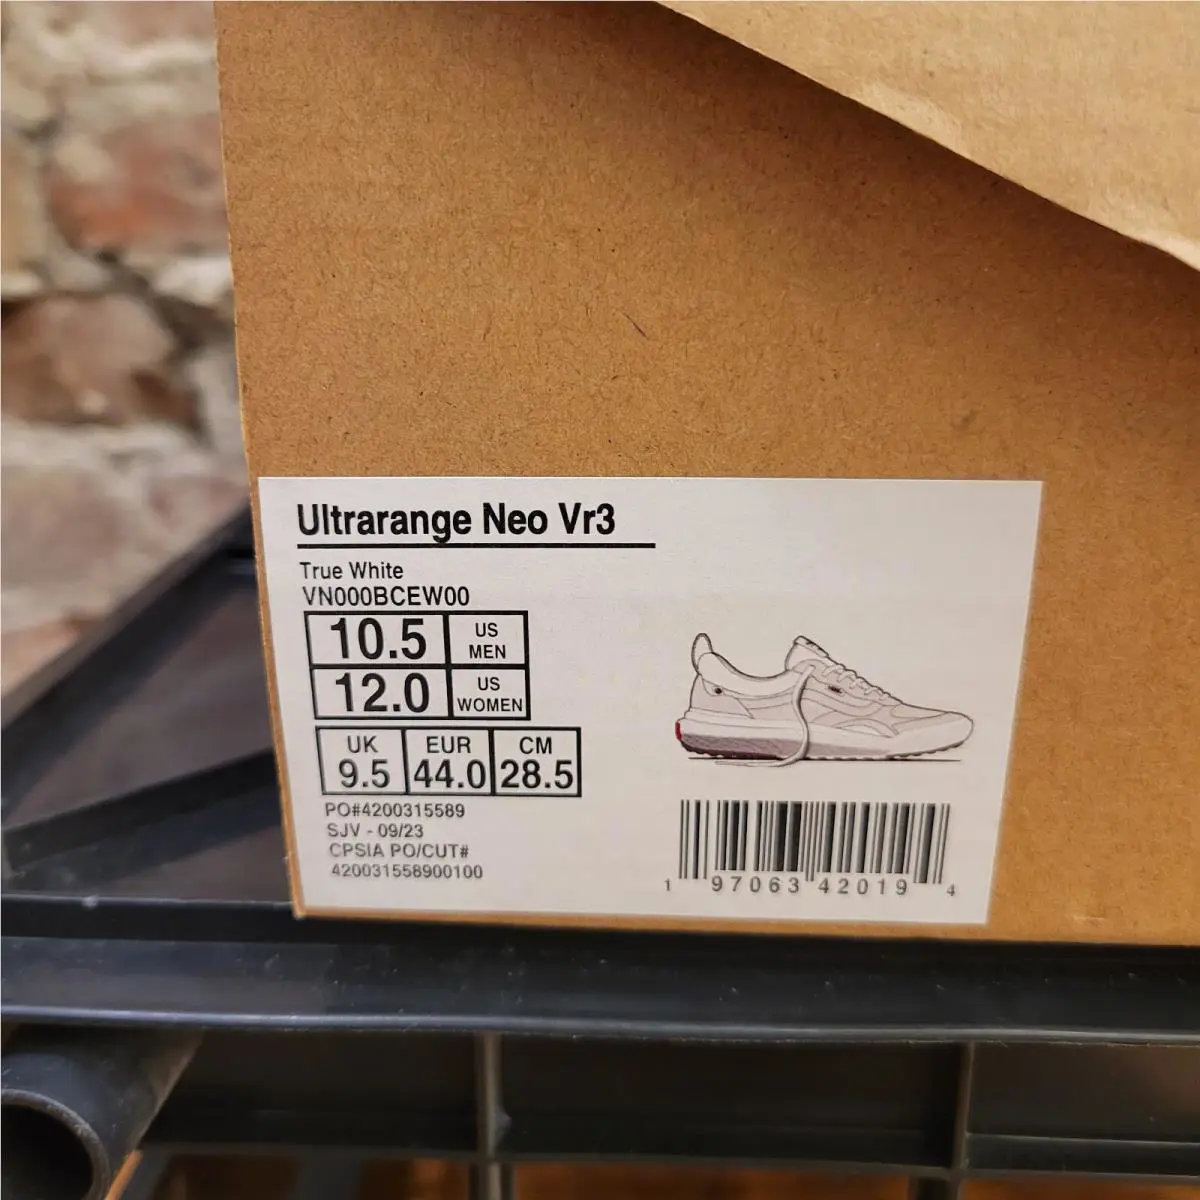 Ultrarange Neo Vr3
True White
VN000BCEW00
10.5 US MEN
12.0 US WOMEN
UK EUR CM
9.5 44.0 28.5
PO#4200315589
SJV - 09/23
CPSIA PO/CUT#
420031558900100
1 97063 42019 4